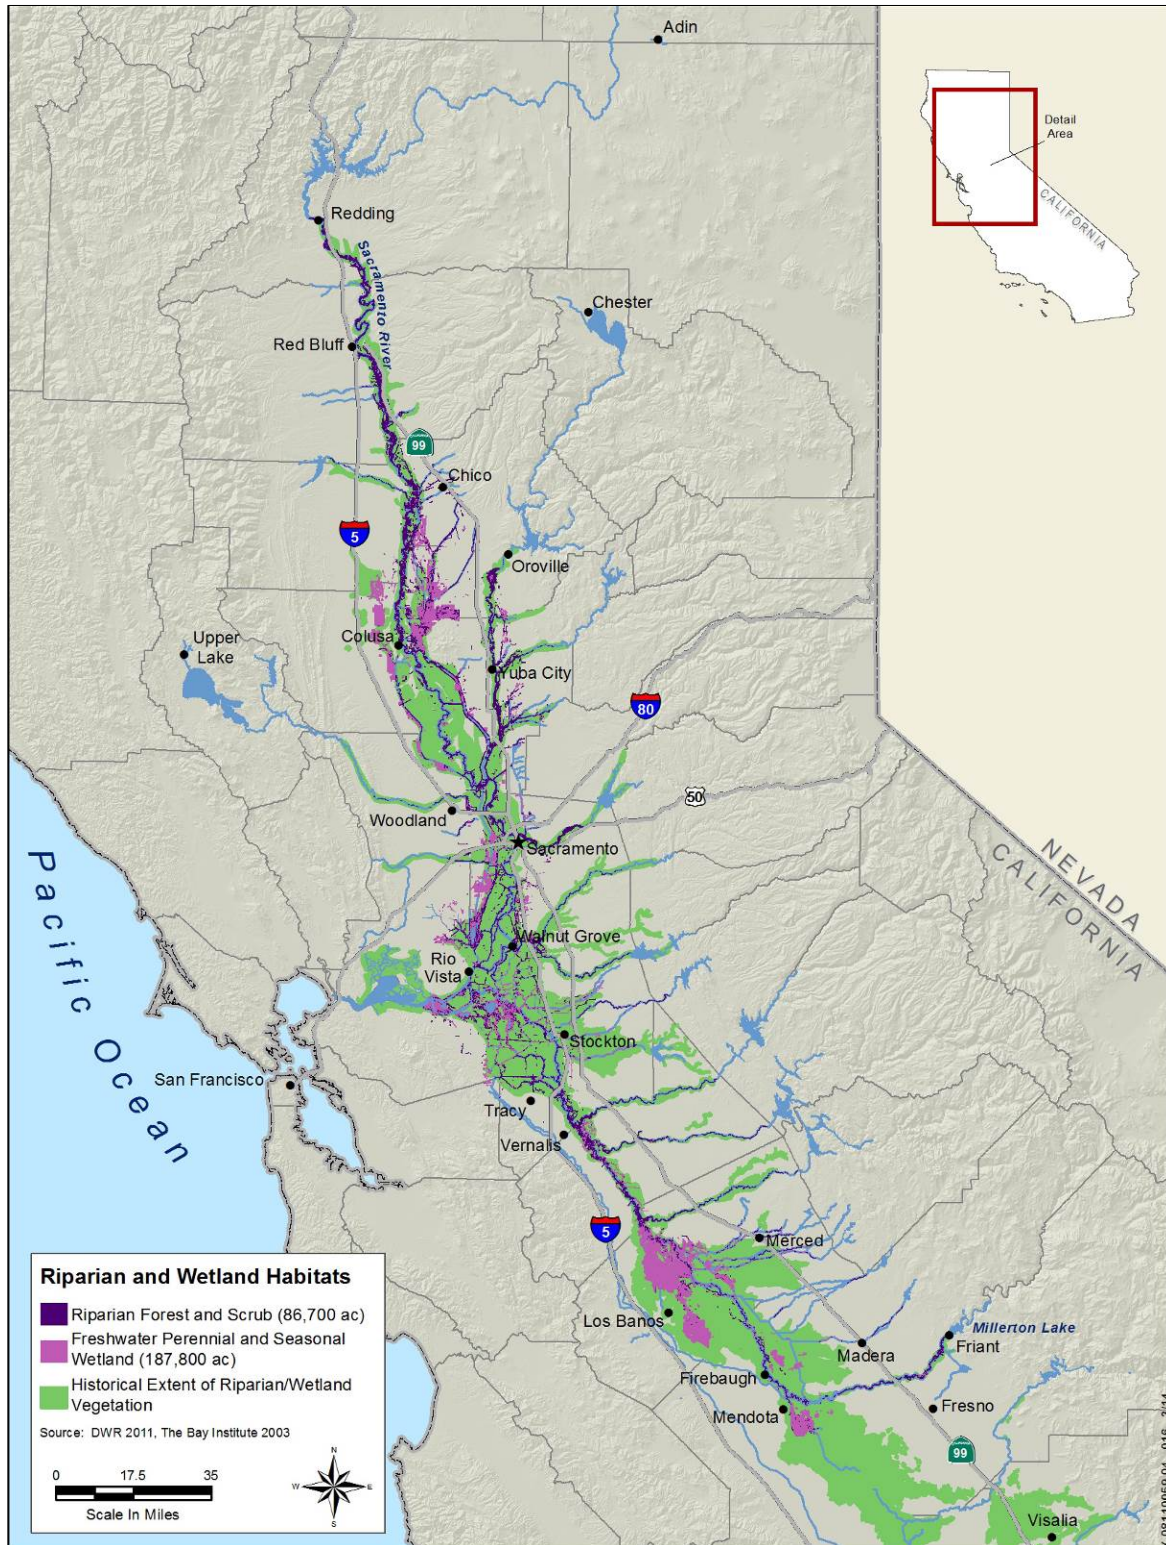 Adin
Detail
Area
CALIFORNIA
Redding
Sacramento River
Chester
Red Bluff
99
Chico
5
Oroville
Upper
Lake
Colusa
Yuba City
80
50
Woodland
Sacramento
NEVADA
CALIFORNIA
Pacific Ocean
Walnut Grove
Rio
Vista
Stockton
San Francisco
Tracy
Vernalis
5
Merced
Los Banos
Millerton Lake
Friant
Madera
Firebaugh
Mendota
Fresno
99
Visalia
Riparian and Wetland Habitats
Riparian Forest and Scrub (86,700 ac)
Freshwater Perennial and Seasonal
Wetland (187,800 ac)
Historical Extent of Riparian/Wetland
Vegetation
Source: DWR 2011, The Bay Institute 2003
0 17.5 35
Scale In Miles
N
W E
S